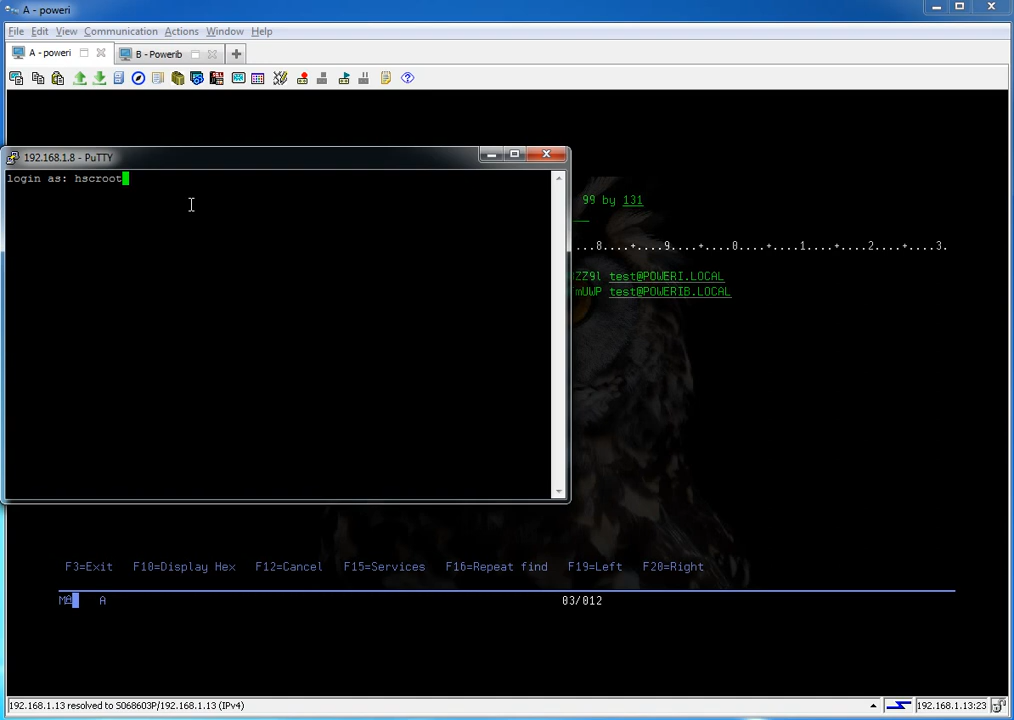 A - poweri
File Edit View Communication Actions Window Help
A - poweri B - Powerib
192.168.1.8 - PuTTY
login as: hscroot
99 by 131
...8....+....9....+....0....+....1....+....2....+....3.
ZZ9l test@POWERI.LOCAL
mUWP test@POWERIB.LOCAL
F3=Exit F10=Display Hex F12=Cancel F15=Services F16=Repeat find F19=Left F20=Right
MA A 03/012
192.168.1.13 resolved to S068603P/192.168.1.13 (IPv4) 192.168.1.13:23